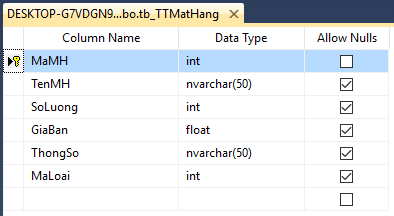 DESKTOP-G7VDGN9...bo.tb_TTMatHang
Column Name Data Type Allow Nulls
MaMH int
TenMH nvarchar(50)
SoLuong int
GiaBan float
ThongSo nvarchar(50)
MaLoai int